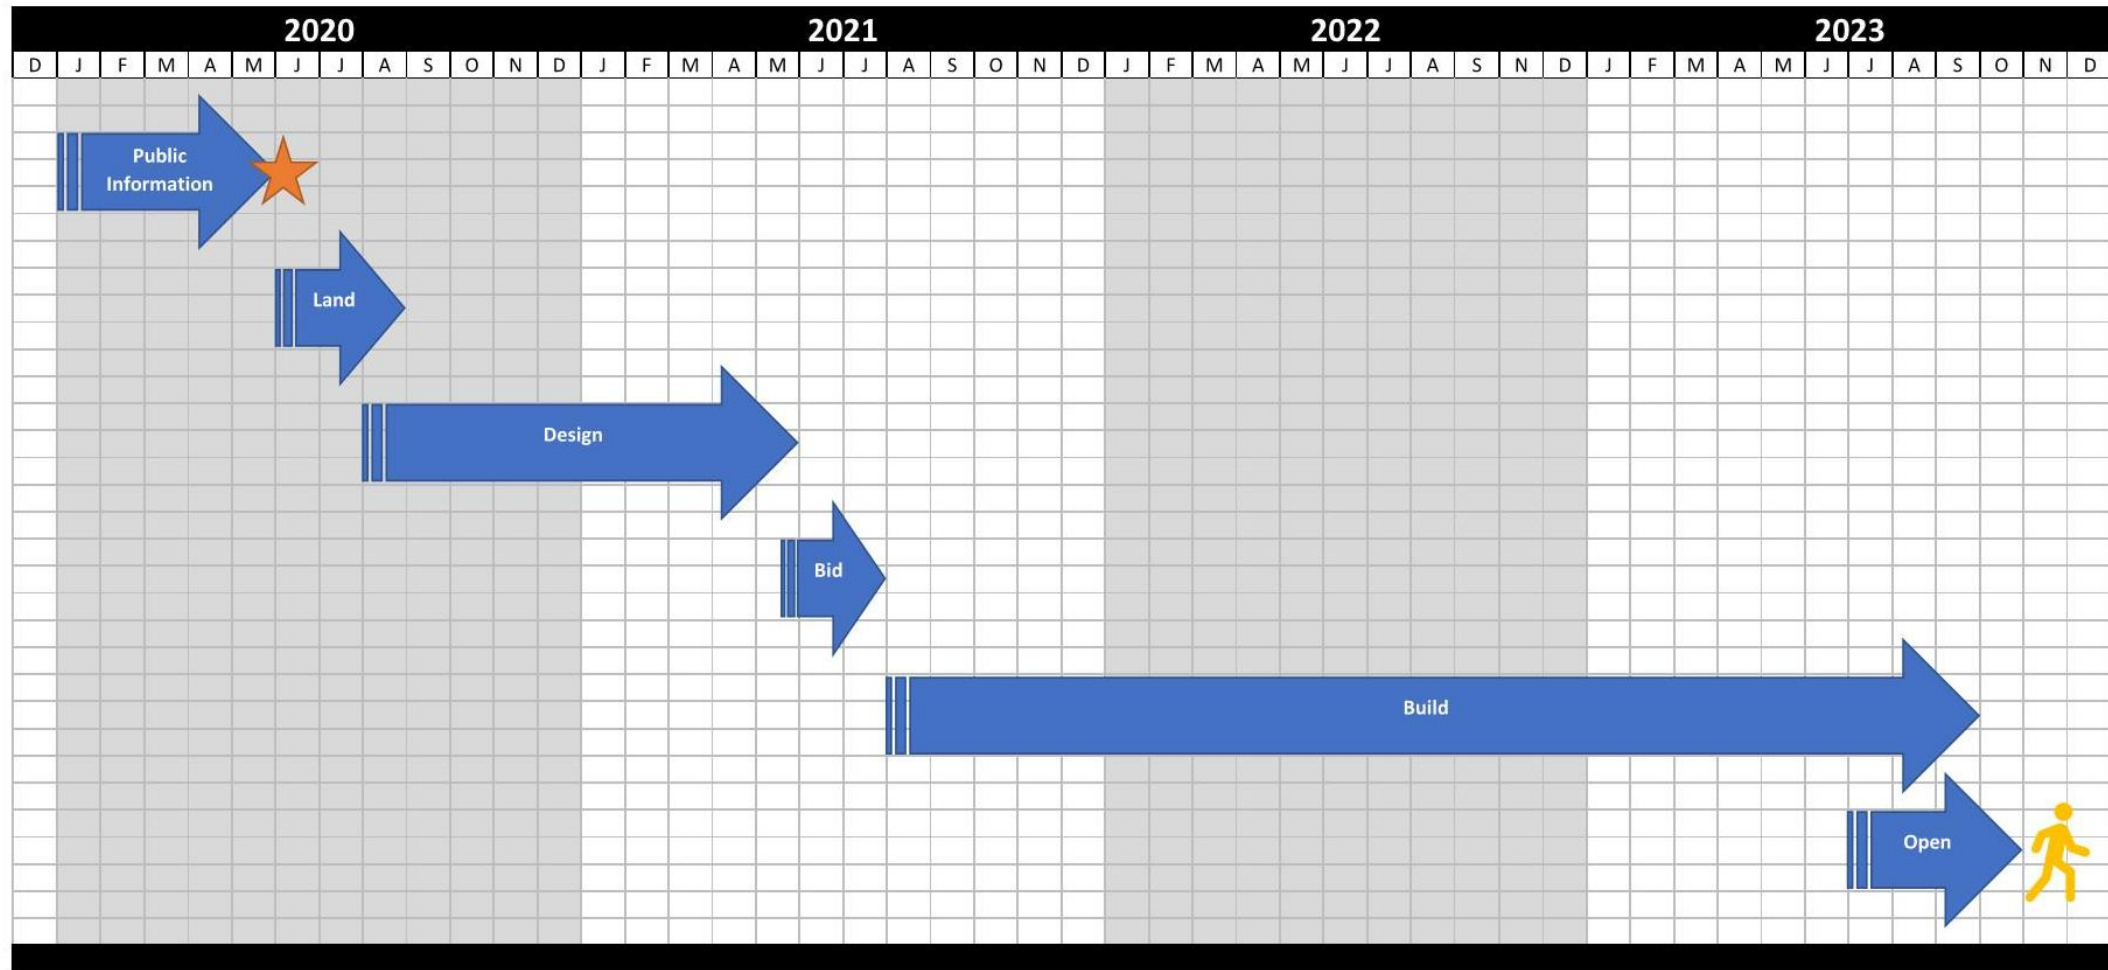 2020 2021 2022 2023
D J F M A M J J A S O N D J F M A M J J A S O N D J F M A M J J A S N D J F M A M J J A S O N D
Public
Information
Land
Design
Bid
Build
Open